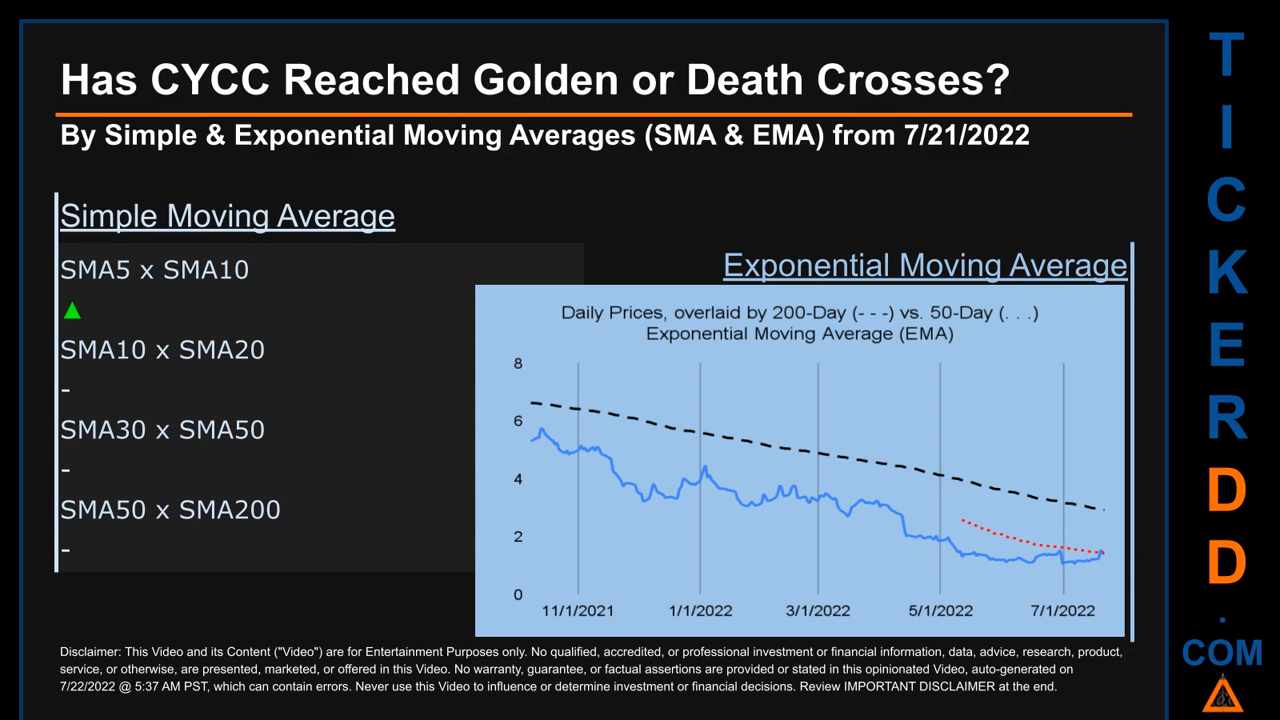 Has CYCC Reached Golden or Death Crosses?
By Simple & Exponential Moving Averages (SMA & EMA) from 7/21/2022
Simple Moving Average
SMA5 x SMA10
▲
SMA10 x SMA20
-
SMA30 x SMA50
-
SMA50 x SMA200
-
Exponential Moving Average
Daily Prices, overlaid by 200-Day (- - -) vs. 50-Day (. . .)
Exponential Moving Average (EMA)
8
6
4
2
0
11/1/2021 1/1/2022 3/1/2022 5/1/2022 7/1/2022
Disclaimer: This Video and its Content ("Video") are for Entertainment Purposes only. No qualified, accredited, or professional investment or financial information, data, advice, research, product,
service, or otherwise, are presented, marketed, or offered in this Video. No warranty, guarantee, or factual assertions are provided or stated in this opinionated Video, auto-generated on
7/22/2022 @ 5:37 AM PST, which can contain errors. Never use this Video to influence or determine investment or financial decisions. Review IMPORTANT DISCLAIMER at the end.
T
I
C
K
E
R
D
D
.
COM